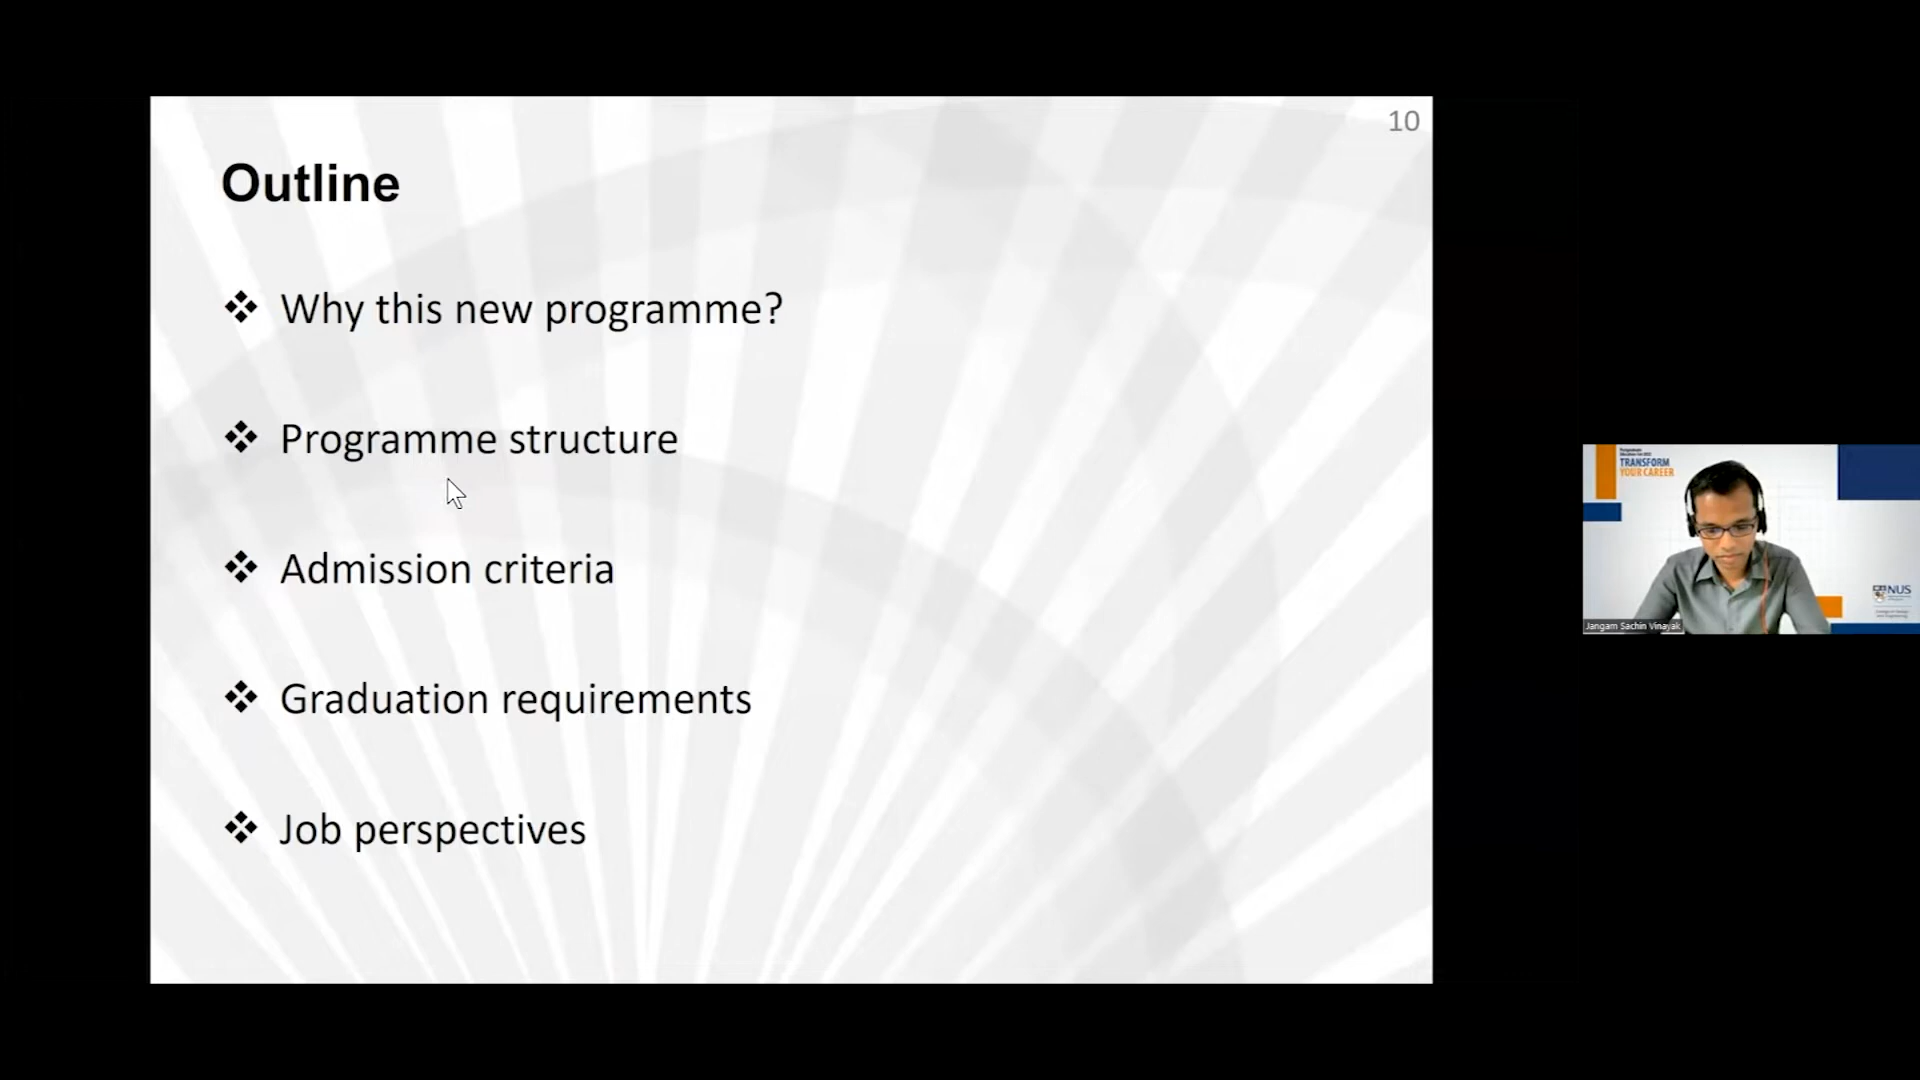 10
Outline
Why this new programme?
Programme structure
Admission criteria
Graduation requirements
Job perspectives
TRANSFORM
YOUR CAREER
NUS
Jangam Sachin Vinayak